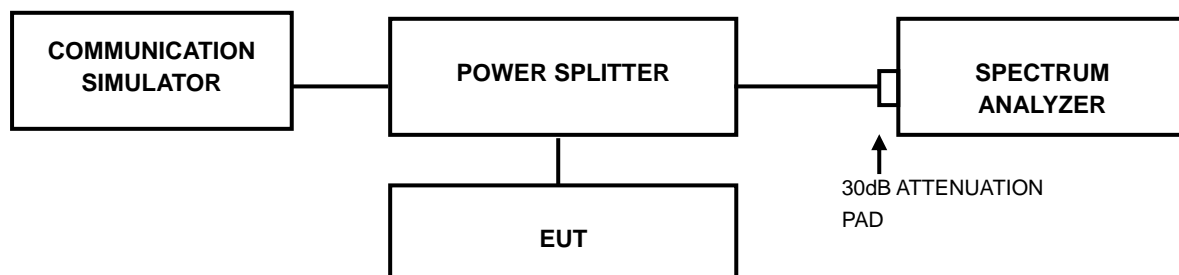 COMMUNICATION
SIMULATOR
POWER SPLITTER
SPECTRUM
ANALYZER
30dB ATTENUATION
PAD
EUT